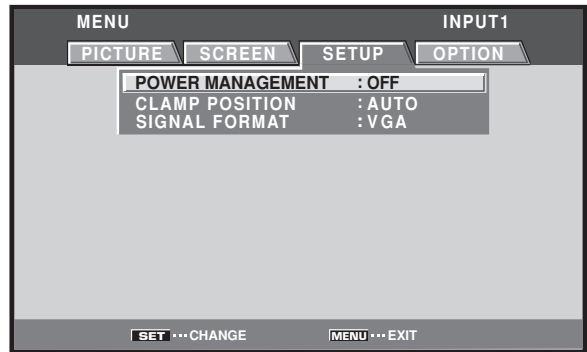 MENU INPUT1
PICTURE SCREEN SETUP OPTION
POWER MANAGEMENT : OFF
CLAMP POSITION : AUTO
SIGNAL FORMAT : VGA
SET ··· CHANGE MENU ··· EXIT